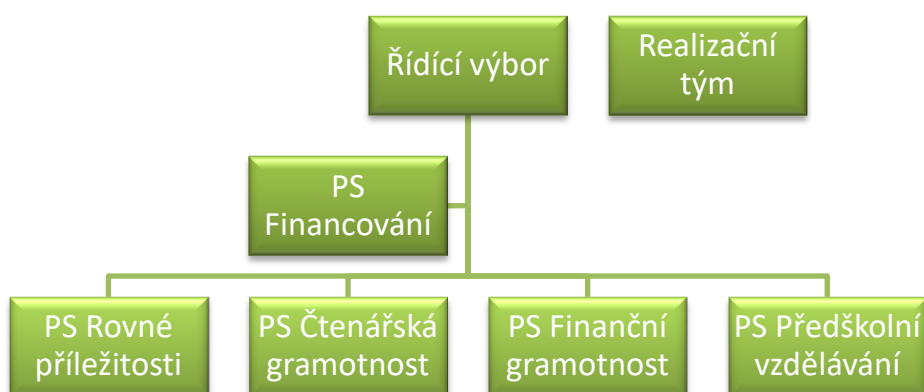 Řídící výbor
Realizační
tým
PS
Financování
PS Rovné
příležitosti
PS Čtenářská
gramotnost
PS Finanční
gramotnost
PS Předškolní
vzdělávání